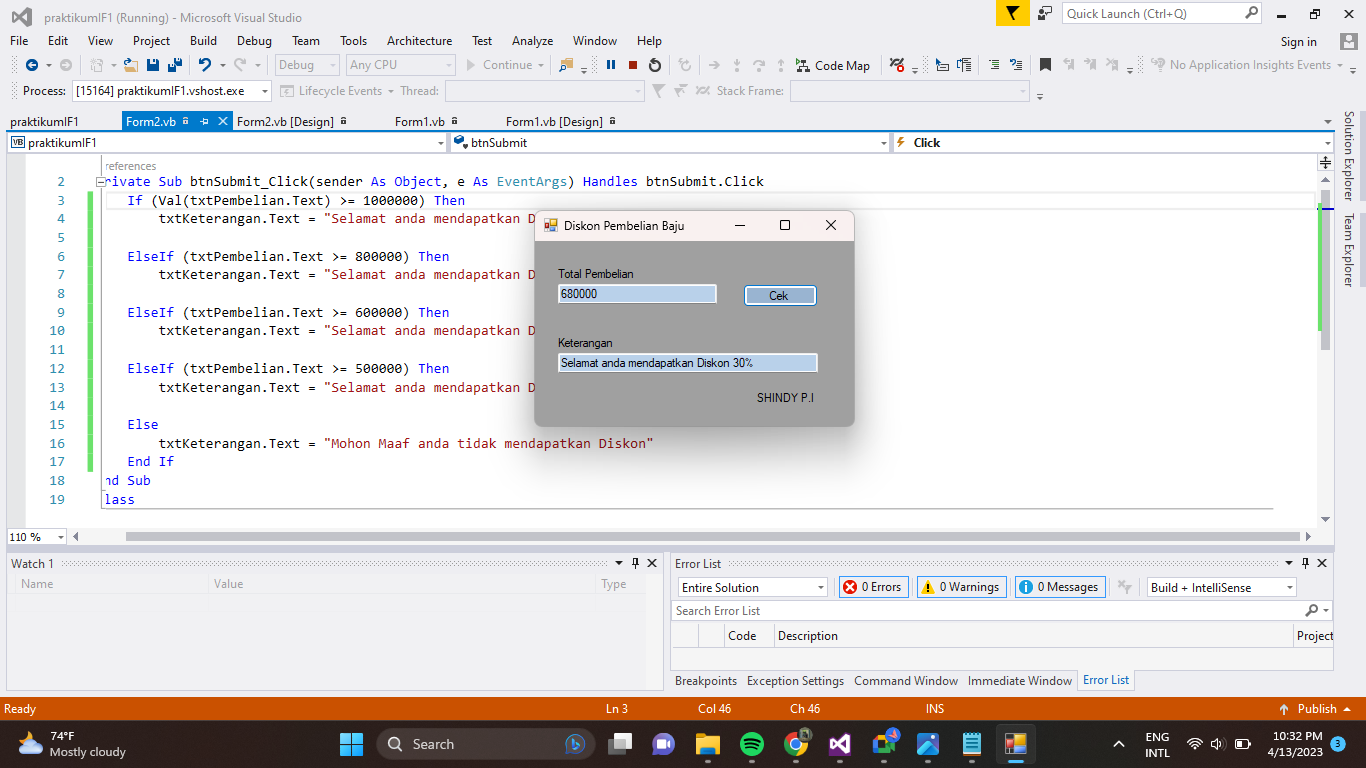 praktikumIF1 (Running) - Microsoft Visual Studio
Quick Launch (Ctrl+Q)
File Edit View Project Build Debug Team Tools Architecture Test Analyze Window Help
Sign in
Debug Any CPU Continue Code Map No Application Insights Events
Process: [15164] praktikumIF1.vshost.exe Lifecycle Events Thread: Stack Frame:
praktikumIF1 Form2.vb Form2.vb [Design] Form1.vb Form1.vb [Design]
VB praktikumIF1 btnSubmit Click
Solution Explorer
Team Explorer
references
2 rivate Sub btnSubmit_Click(sender As Object, e As EventArgs) Handles btnSubmit.Click
3 If (Val(txtPembelian.Text) >= 1000000) Then
4 txtKeterangan.Text = "Selamat anda mendapatkan D
5
6 ElseIf (txtPembelian.Text >= 800000) Then
7 txtKeterangan.Text = "Selamat anda mendapatkan D
8
9 ElseIf (txtPembelian.Text >= 600000) Then
10 txtKeterangan.Text = "Selamat anda mendapatkan D
11
12 ElseIf (txtPembelian.Text >= 500000) Then
13 txtKeterangan.Text = "Selamat anda mendapatkan D
14
15 Else
16 txtKeterangan.Text = "Mohon Maaf anda tidak mendapatkan Diskon"
17 End If
18 nd Sub
19 lass
Diskon Pembelian Baju
Total Pembelian
680000
Cek
Keterangan
Selamat anda mendapatkan Diskon 30%
SHINDY P.I
110 %
Watch 1
Name Value Type
Error List
Entire Solution 0 Errors 0 Warnings 0 Messages Build + IntelliSense
Search Error List
Code Description Project
Breakpoints Exception Settings Command Window Immediate Window Error List
Ready Ln 3 Col 46 Ch 46 INS Publish
74°F
Mostly cloudy
Search
ENG
INTL
10:32 PM
4/13/2023
3